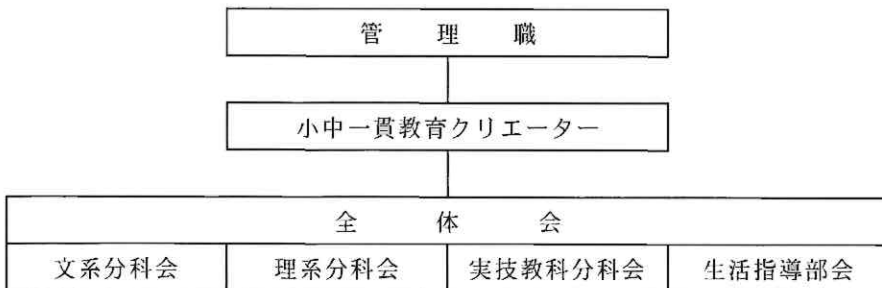 管理職
小中一貫教育クリエーター
全体会
文系分科会 理系分科会 実技教科分科会 生活指導部会